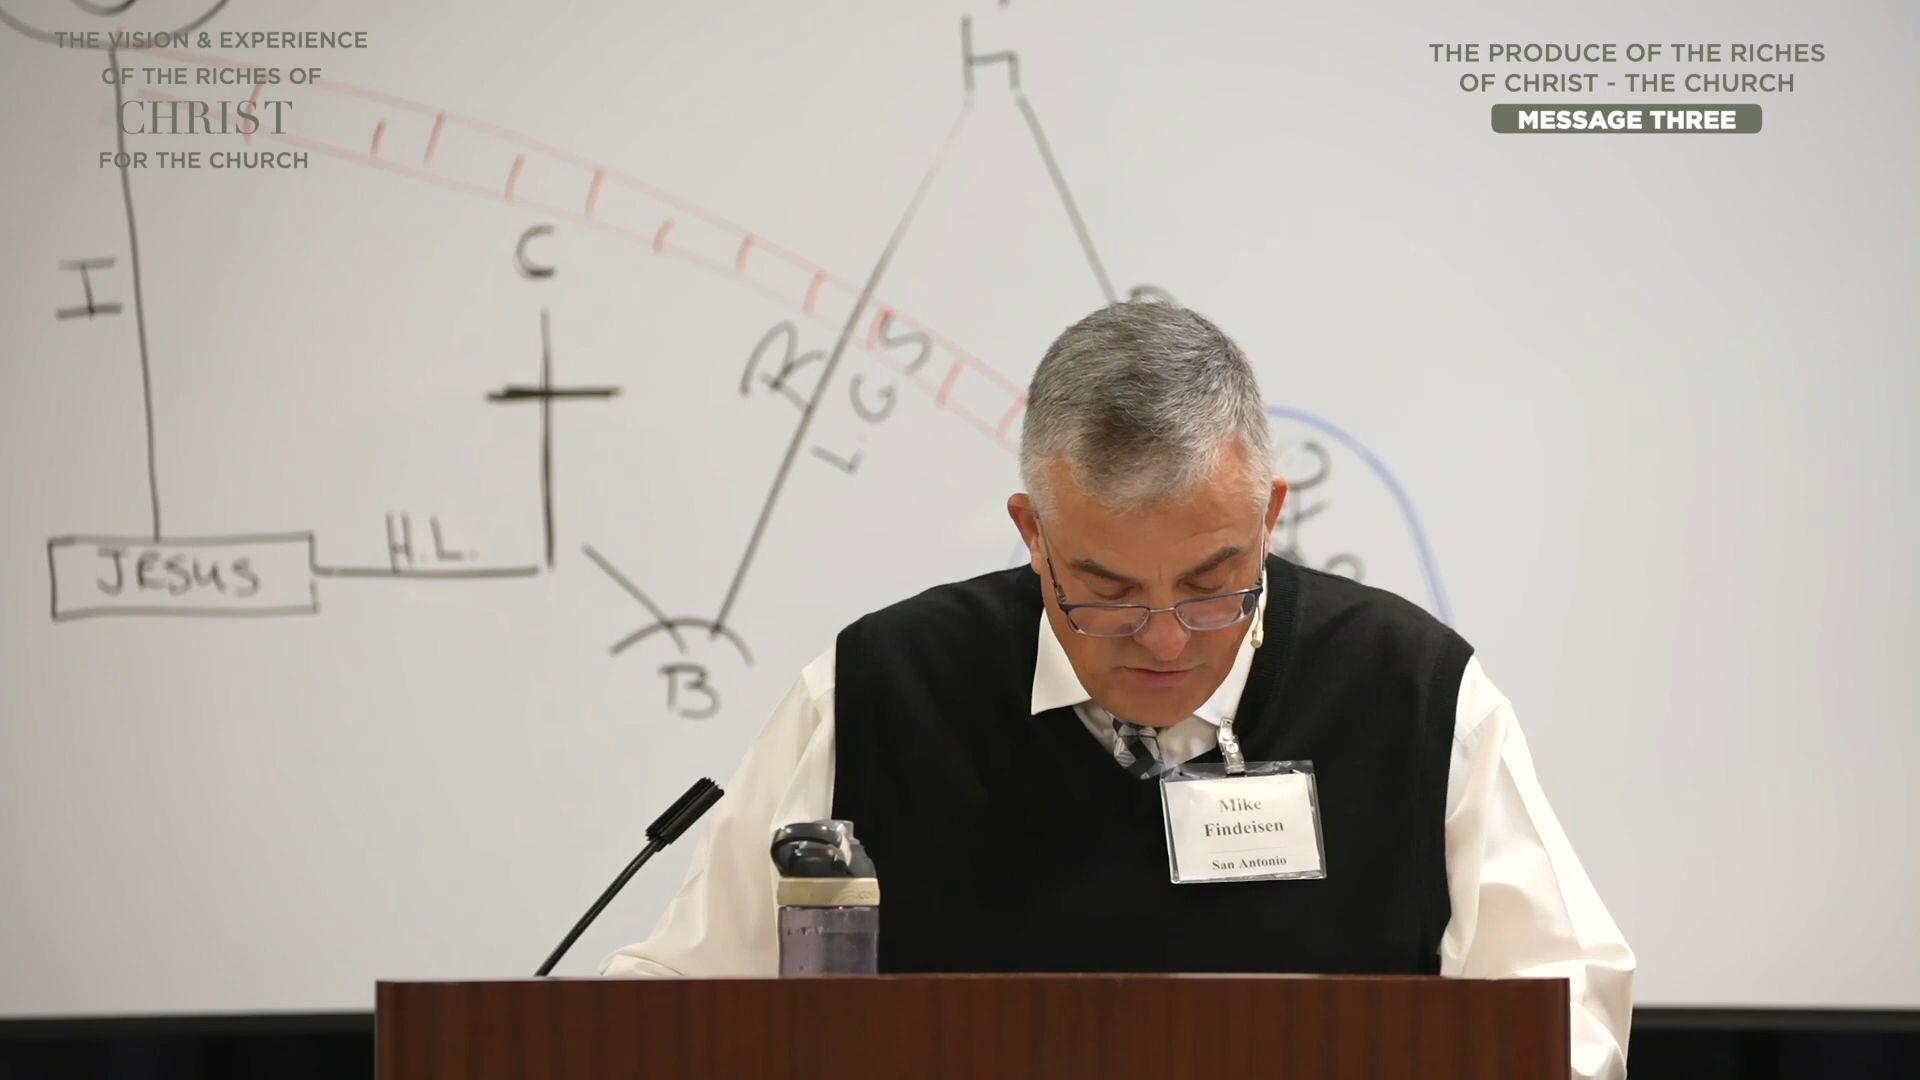 THE VISION & EXPERIENCE
OF THE RICHES OF
CHRIST
FOR THE CHURCH
THE PRODUCE OF THE RICHES
OF CHRIST - THE CHURCH
MESSAGE THREE
I
C
R
L.G.S
JESUS
H.L.
B
Mike
Findeisen
San Antonio